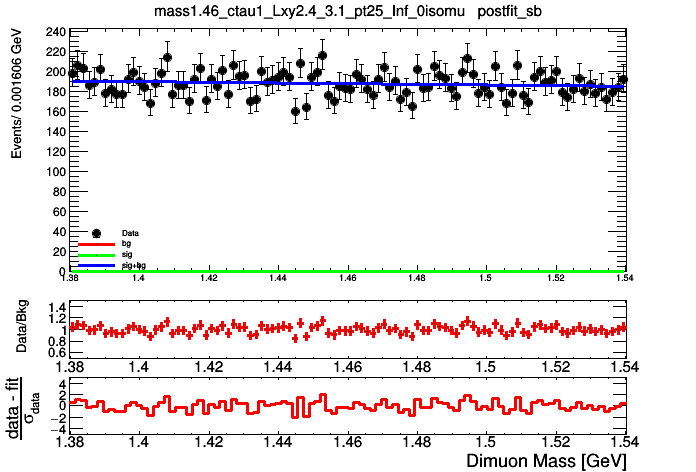 mass1.46_ctau1_Lxy2.4_3.1_pt25_Inf_0isomu postfit_sb
Events/ 0.001606 GeV
240
220
200
180
160
140
120
100
80
60
40
20
0
Data
bg
sig
sig+bg
1.38 1.4 1.42 1.44 1.46 1.48 1.5 1.52 1.54
Data/Bkg
1.4
1.2
1
0.8
0.6
1.38 1.4 1.42 1.44 1.46 1.48 1.5 1.52 1.54
data - fit
σdata
4
2
0
−2
−4
1.38 1.4 1.42 1.44 1.46 1.48 1.5 1.52 1.54
Dimuon Mass [GeV]